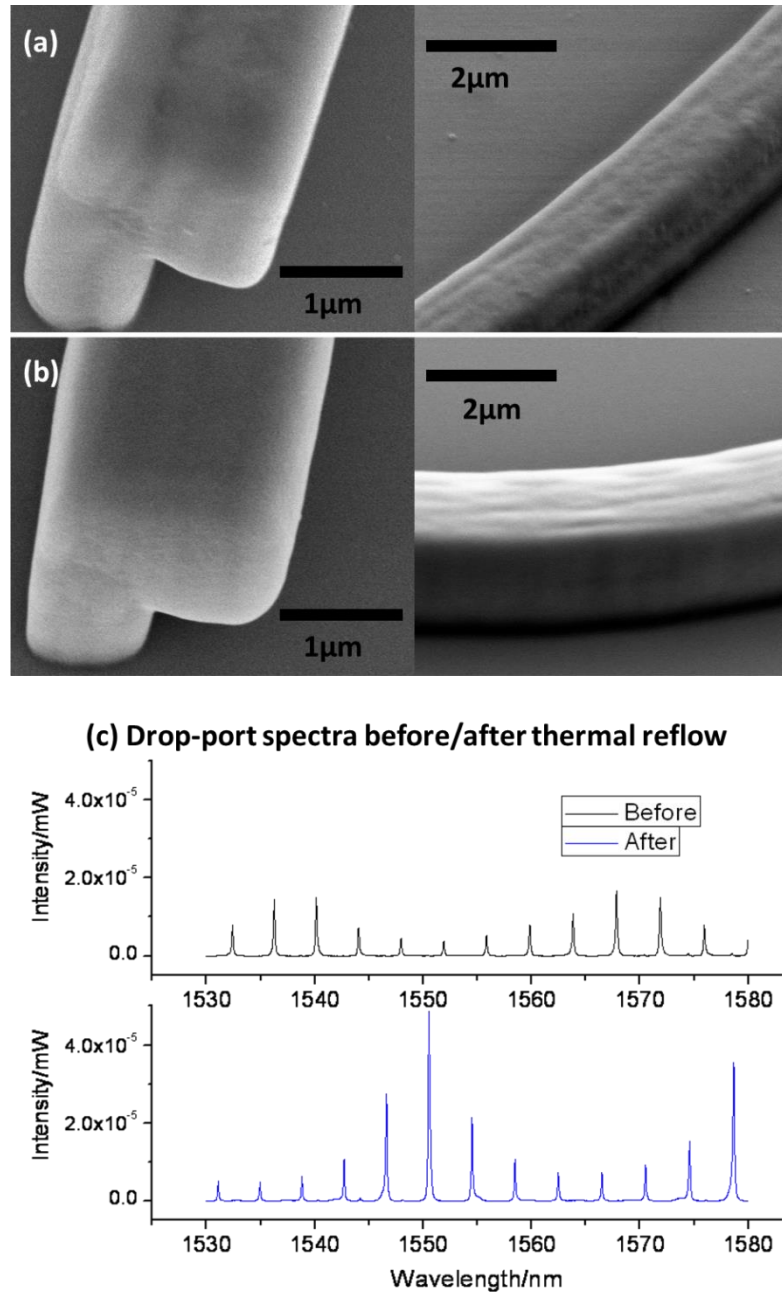 (a)
2μm
1μm
(b)
2μm
1μm
(c) Drop-port spectra before/after thermal reflow
Intensity/mW
4.0x10⁻⁵
2.0x10⁻⁵
0.0
Before
After
1530 1540 1550 1560 1570 1580
Intensity/mW
4.0x10⁻⁵
2.0x10⁻⁵
0.0
1530 1540 1550 1560 1570 1580
Wavelength/nm